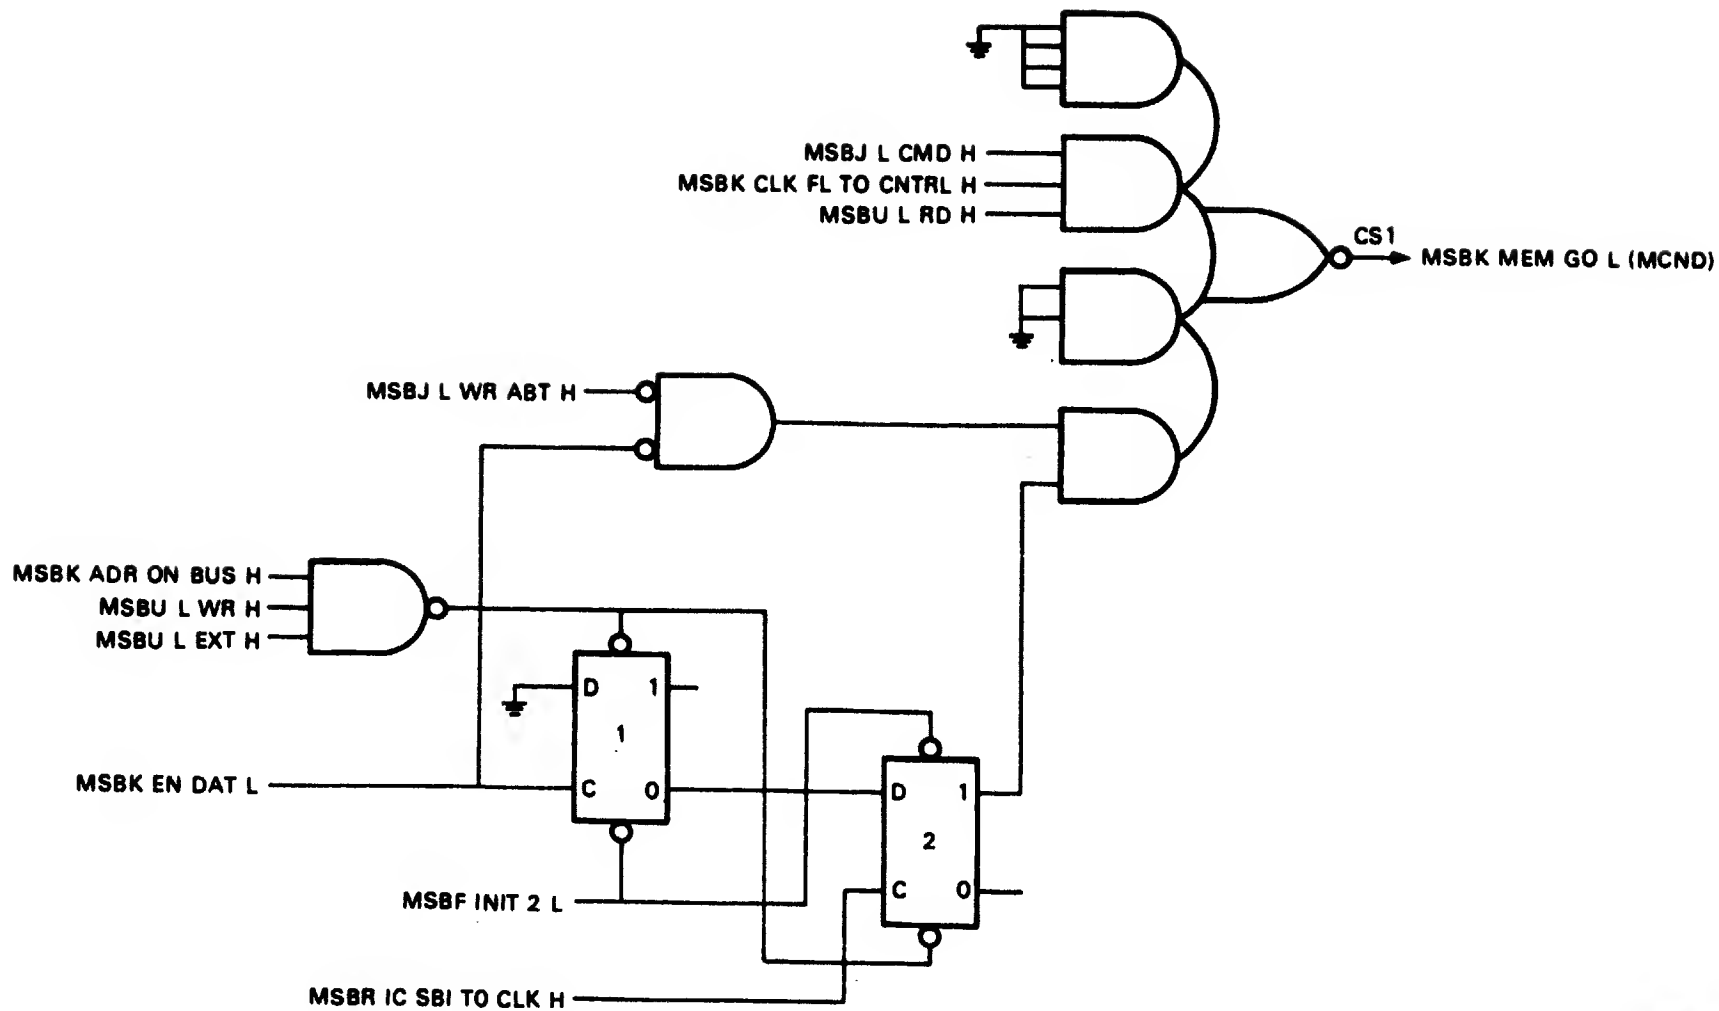 MSBJ L CMD H
MSBK CLK FL TO CNTRL H
MSBU L RD H
CS1
MSBK MEM GO L (MCND)
MSBJ L WR ABT H
MSBK ADR ON BUS H
MSBU L WR H
MSBU L EXT H
D 1
1
MSBK EN DAT L
C 0
D 1
2
MSBF INIT 2 L
C 0
MSBR IC SBI T0 CLK H